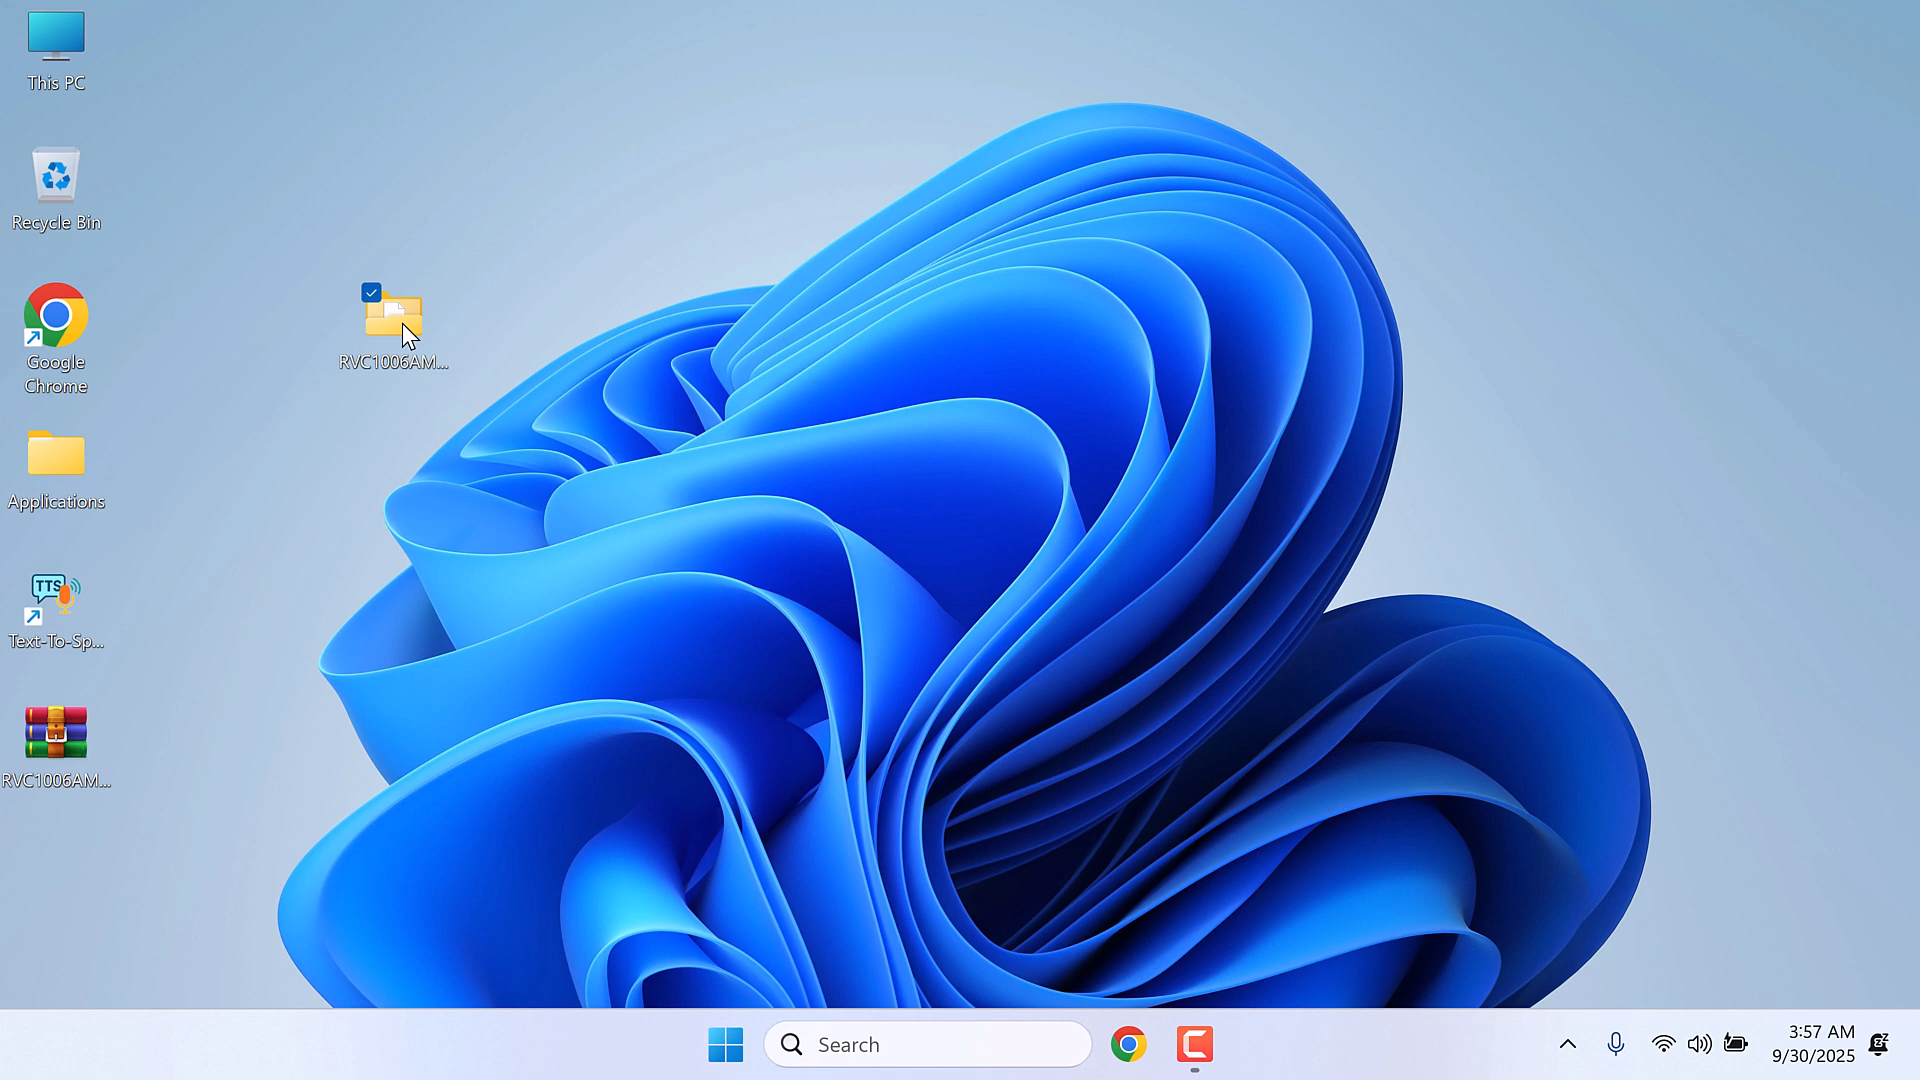 This PC
Recycle Bin
Google
Chrome
Applications
TTS
Text-To-Sp...
RVC1006AM...
RVC1006AM...
Search
3:57 AM
9/30/2025